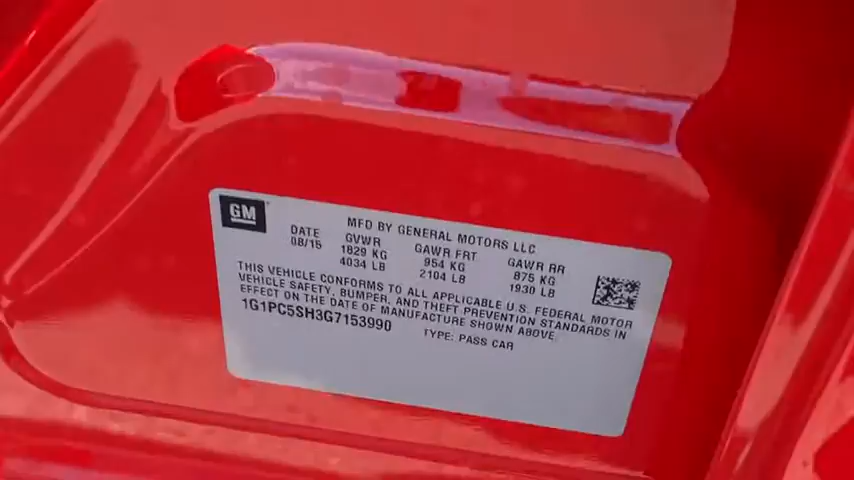 GM
MFD BY GENERAL MOTORS LLC
DATE GVWR GAWR FRT GAWR RR
08/15 1829 KG 954 KG 875 KG
4034 LB 2104 LB 1930 LB
THIS VEHICLE CONFORMS TO ALL APPLICABLE U.S. FEDERAL MOTOR
VEHICLE SAFETY, BUMPER, AND THEFT PREVENTION STANDARDS IN
EFFECT ON THE DATE OF MANUFACTURE SHOWN ABOVE.
1G1PC5SH3G7153990 TYPE: PASS CAR